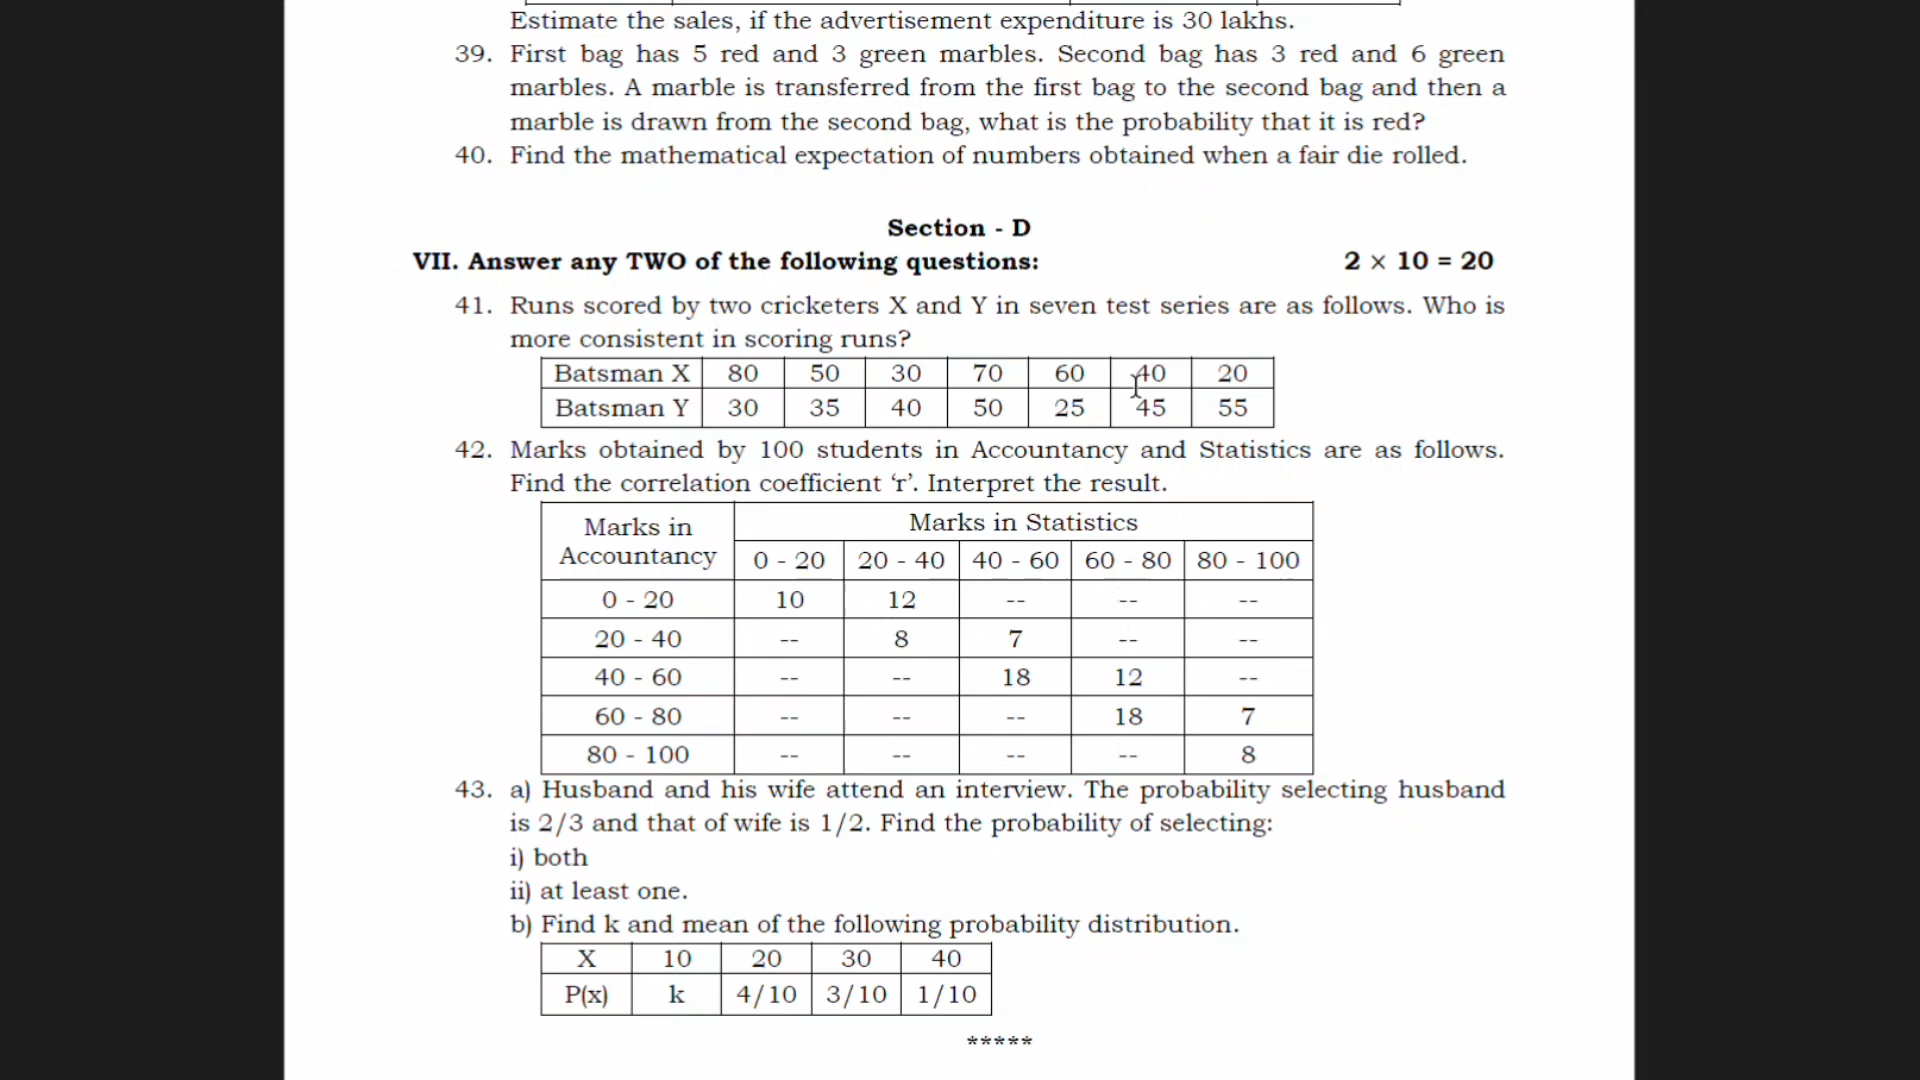 Estimate the sales, if the advertisement expenditure is 30 lakhs.
39. First bag has 5 red and 3 green marbles. Second bag has 3 red and 6 green
marbles. A marble is transferred from the first bag to the second bag and then a
marble is drawn from the second bag, what is the probability that it is red?
40. Find the mathematical expectation of numbers obtained when a fair die rolled.
Section - D
VII. Answer any TWO of the following questions: 2 × 10 = 20
41. Runs scored by two cricketers X and Y in seven test series are as follows. Who is
more consistent in scoring runs?
Batsman X 80 50 30 70 60 40 20
Batsman Y 30 35 40 50 25 45 55
42. Marks obtained by 100 students in Accountancy and Statistics are as follows.
Find the correlation coefficient ‘r’. Interpret the result.
Marks in Accountancy Marks in Statistics
0 - 20 20 - 40 40 - 60 60 - 80 80 - 100
0 - 20 10 12 -- -- --
20 - 40 -- 8 7 -- --
40 - 60 -- -- 18 12 --
60 - 80 -- -- -- 18 7
80 - 100 -- -- -- -- 8
43. a) Husband and his wife attend an interview. The probability selecting husband
is 2/3 and that of wife is 1/2. Find the probability of selecting:
i) both
ii) at least one.
b) Find k and mean of the following probability distribution.
X 10 20 30 40
P(x) k 4/10 3/10 1/10
*****